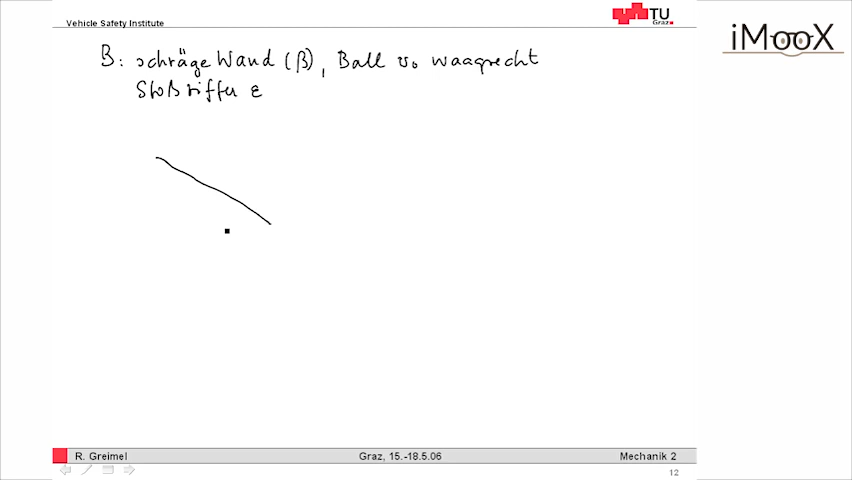 Vehicle Safety Institute
TU
Graz
iMooX
B: schräge Wand (β), Ball v₀ waagrecht
Stoßziffer ε
R. Greimel
Graz, 15.-18.5.06
Mechanik 2
12